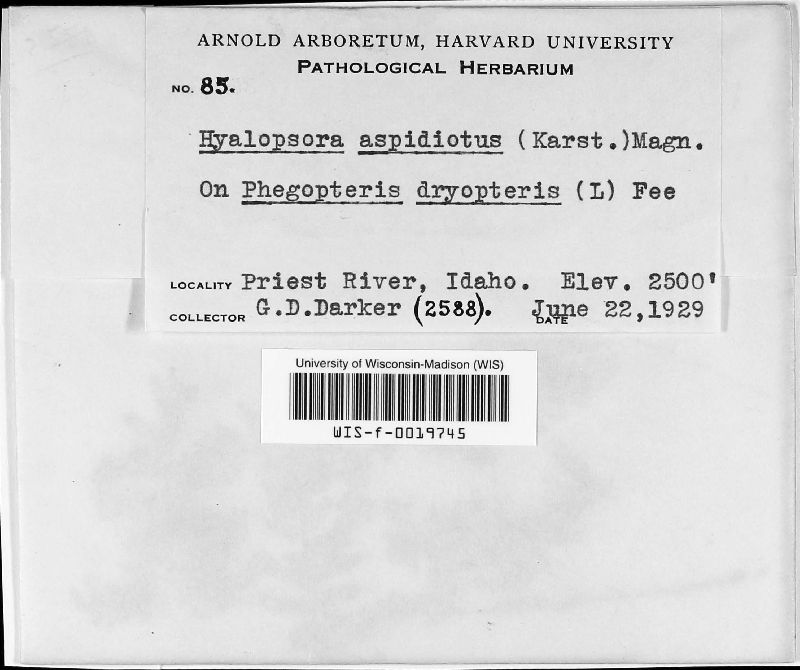 ARNOLD ARBORETUM, HARVARD UNIVERSITY
PATHOLOGICAL HERBARIUM
NO. 85.
Hyalopsora aspidiotus (Karst.)Magn.
On Phegopteris dryopteris (L) Fee
LOCALITY Priest River, Idaho. Elev. 2500'
COLLECTOR G.D.Darker (2588). DATE June 22,1929
University of Wisconsin-Madison (WIS)
WIS-f-0019745